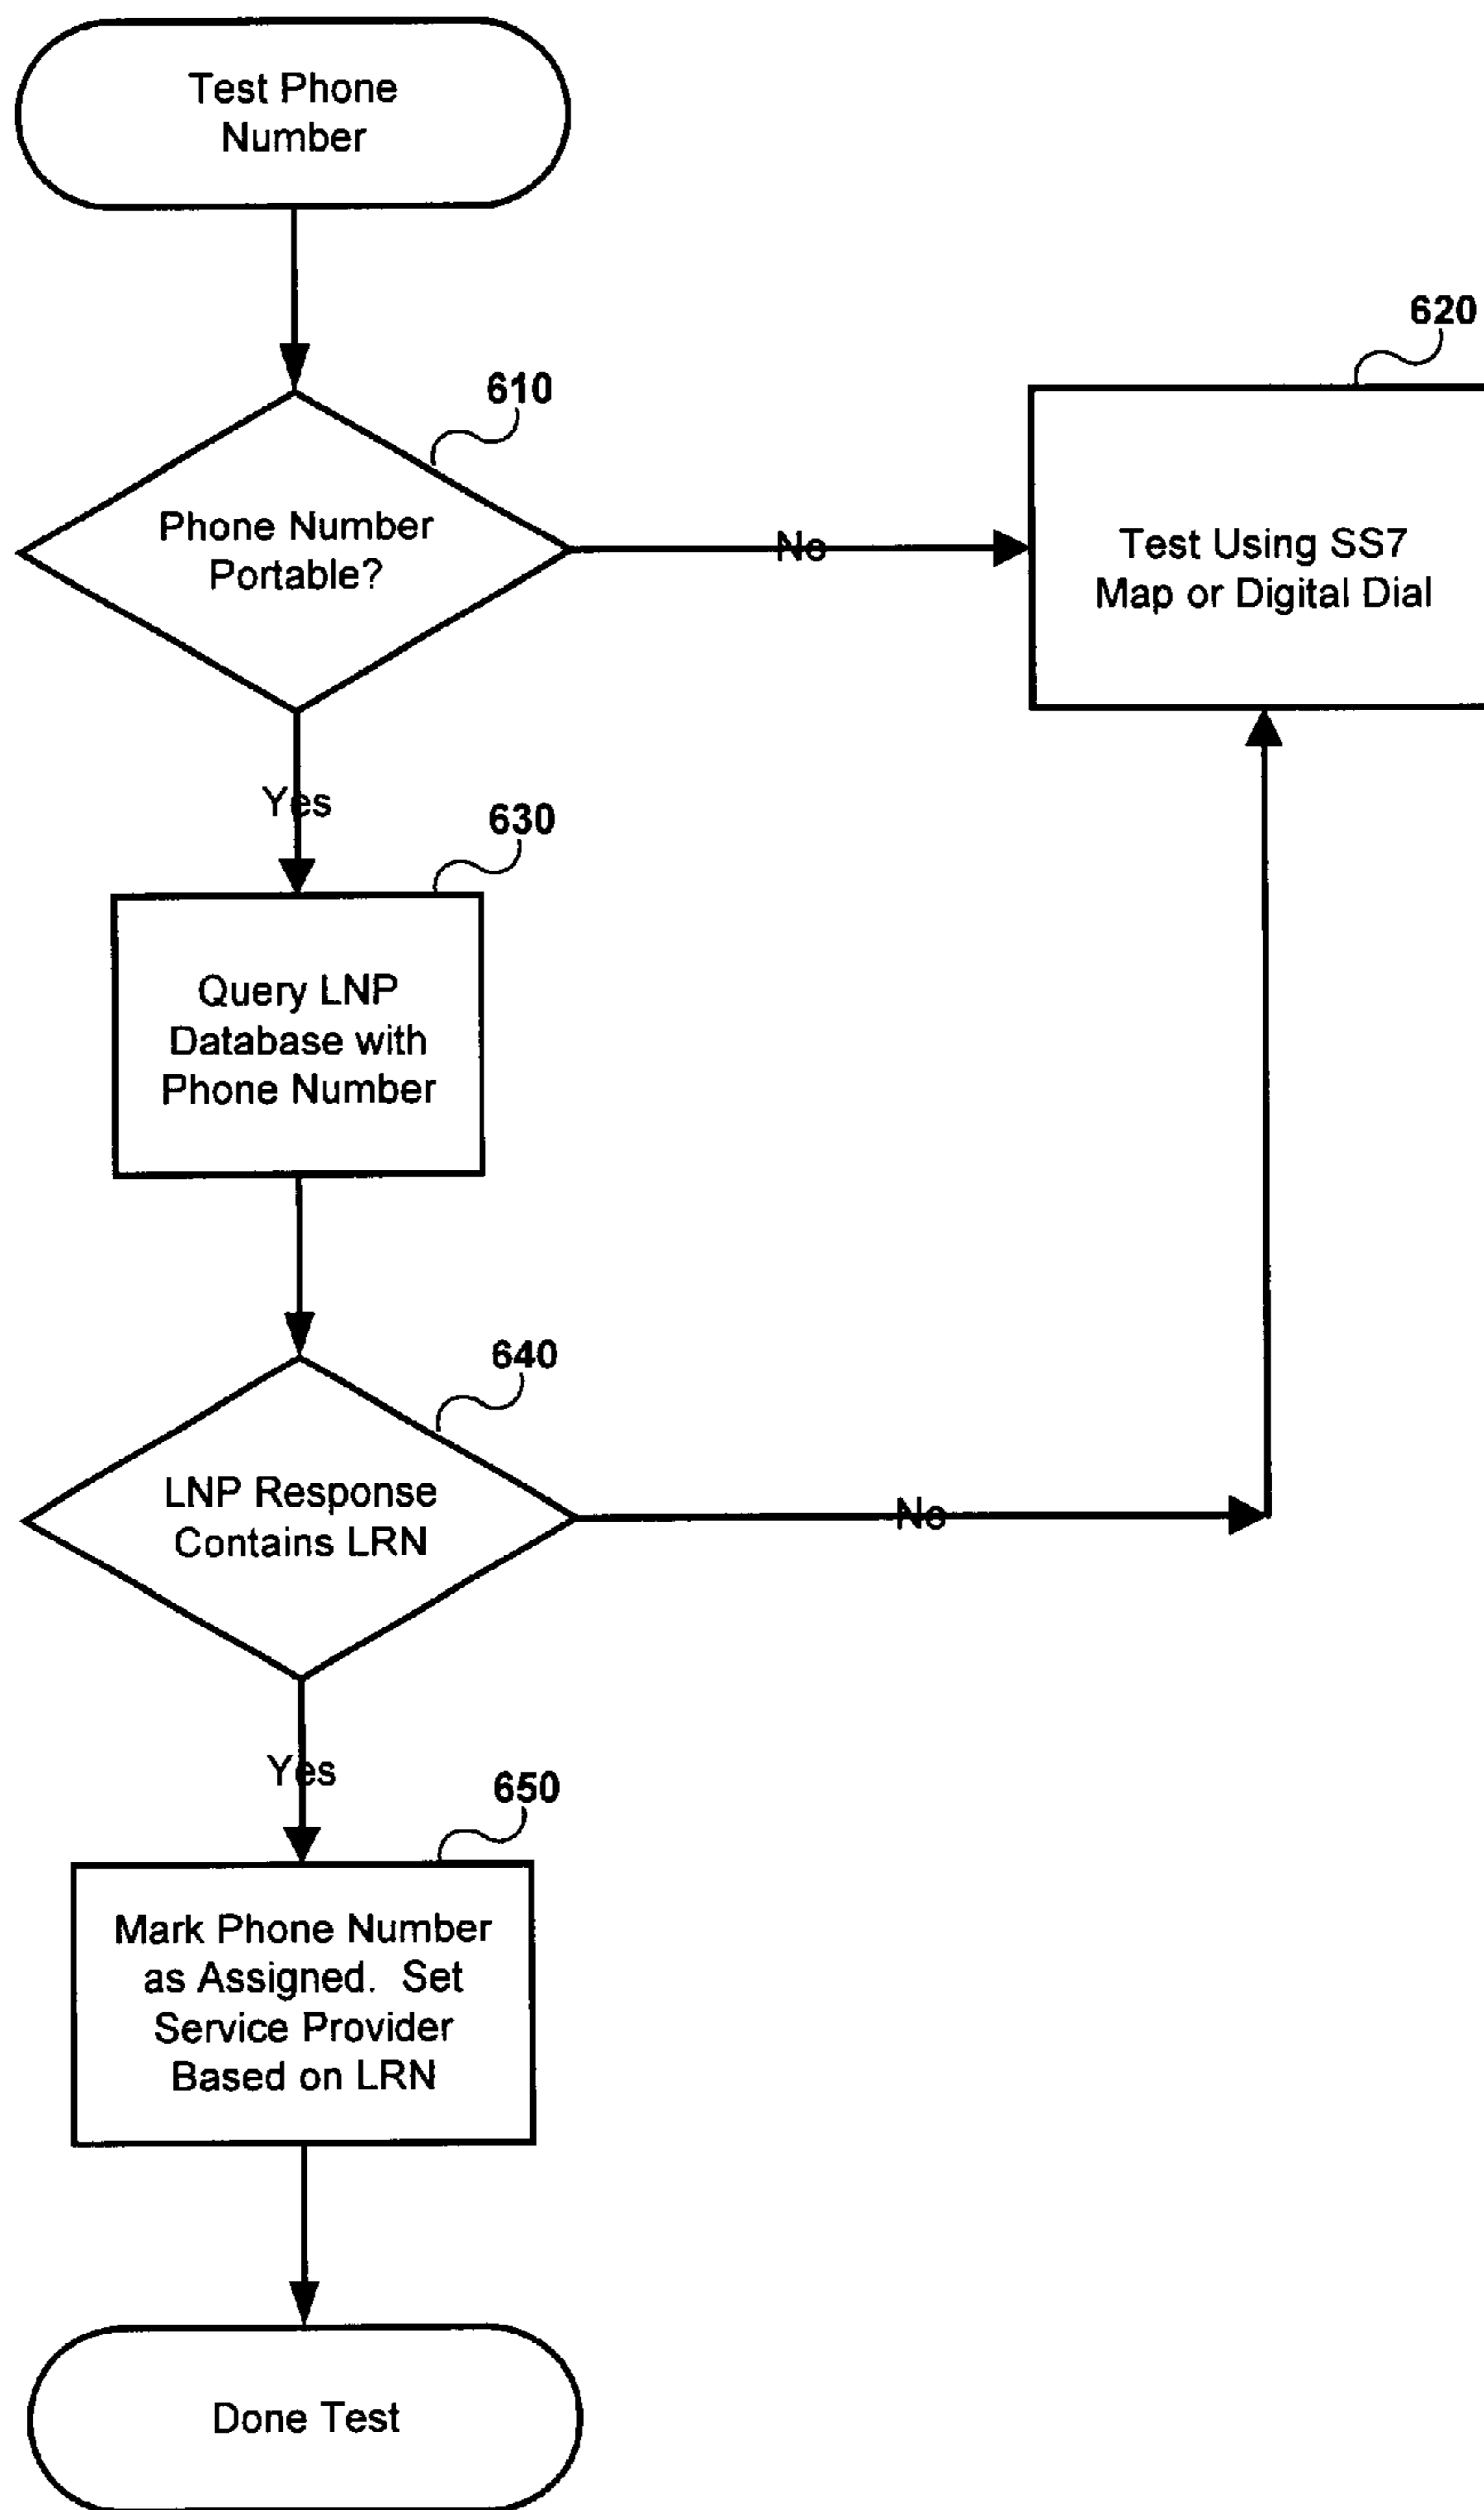 Test Phone
Number
610
Phone Number
Portable?
No
620
Test Using SS7
Map or Digital Dial
Yes
630
Query LNP
Database with
Phone Number
640
LNP Response
Contains LRN
No
Yes
650
Mark Phone Number
as Assigned.  Set
Service Provider
Based on LRN
Done Test